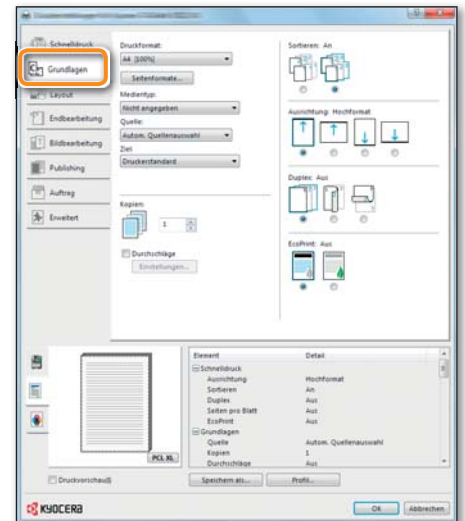 Schnelldruck
Grundlagen
Layout
Endbearbeitung
Bildbearbeitung
Publishing
Auftrag
Erweitert
Druckformat:
A4 [100%]
Seitenformate...
Medientyp:
Nicht angegeben
Quelle:
Autom. Quellenauswahl
Ziel
Druckerstandard
Kopien:
1
Durchschläge
Einstellungen...
Sortieren: An
Ausrichtung: Hochformat
Duplex: Aus
EcoPrint: Aus
PCL XL
Druckvorschau
Element Detail
Schnelldruck
Ausrichtung Hochformat
Sortieren An
Duplex Aus
Seiten pro Blatt Aus
EcoPrint Aus
Grundlagen
Quelle Autom. Quellenauswahl
Kopien 1
Durchschläge Aus
Speichern als... Profil...
KYOCERA
OK Abbrechen